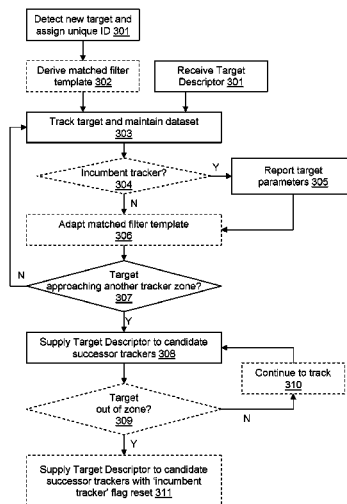 Detect new target and
assign unique ID 301
Derive matched filter
template 302
Receive Target
Descriptor 301
Track target and maintain dataset
303
Incumbent tracker?
304
Y
Report target
parameters 305
N
Adapt matched filter template
306
N
Target
approaching another tracker zone?
307
Y
Supply Target Descriptor to candidate
successor trackers 308
Continue to track
310
Target
out of zone?
309
N
Y
Supply Target Descriptor to candidate
successor trackers with 'incumbent
tracker' flag reset 311